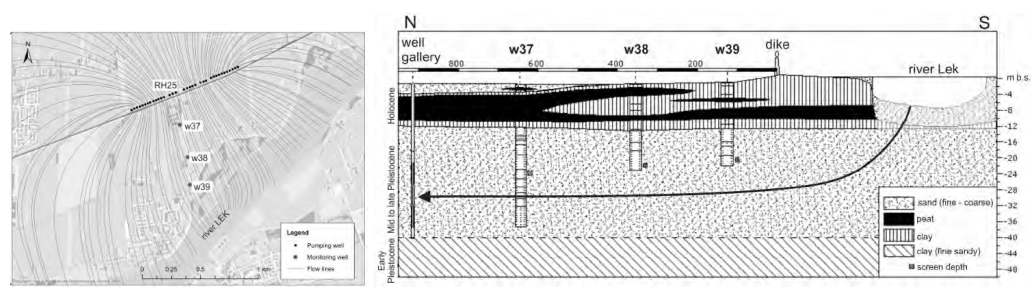 N
RH25
w37
w38
w39
river LEK
Legend
Pumping well
Monitoring well
Flow lines
0 0.25 0.5 1 km
N S
well
gallery
w37 w38 w39
dike
river Lek
800 600 400 200
m b.s.
-4
-8
-12
-16
-20
-24
-28
-32
-36
-40
Holocene
Mid to late Pleistocene
Early
Pleistocene
sand (fine - coarse)
peat
clay
clay (fine sandy)
screen depth